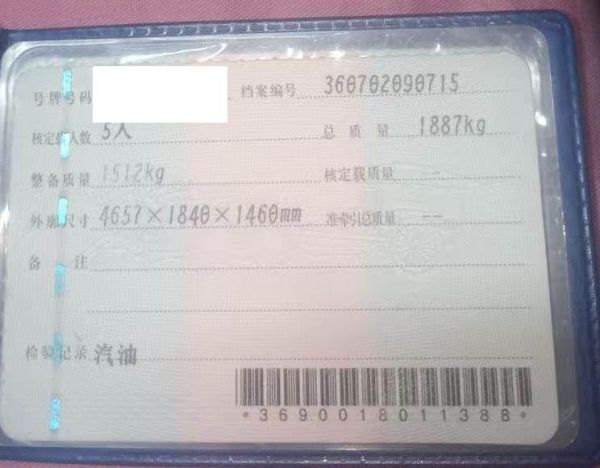 号牌号码 档案编号 360702090715
核定载人数 5人 总质量 1887kg
整备质量 1512kg 核定载质量 --
外廓尺寸 4657×1840×1460mm 准牵引总质量 --
备注
检验记录 汽油
*3690018011388*